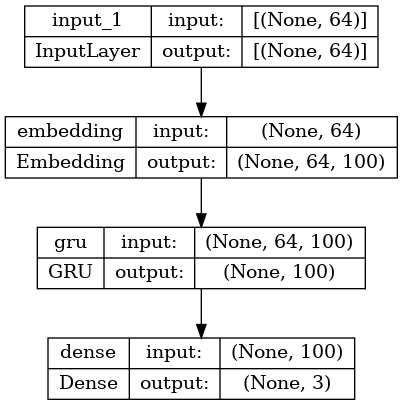 input_1 input: [(None, 64)]
InputLayer output: [(None, 64)]
embedding input: (None, 64)
Embedding output: (None, 64, 100)
gru input: (None, 64, 100)
GRU output: (None, 100)
dense input: (None, 100)
Dense output: (None, 3)